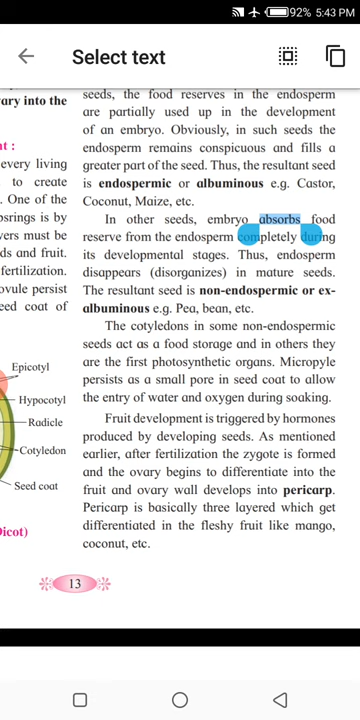 92% 5:43 PM
Select text
seeds, the food reserves in the endosperm
are partially used up in the development
of an embryo. Obviously, in such seeds the
endosperm remains conspicuous and fills a
greater part of the seed. Thus, the resultant seed
is endospermic or albuminous e.g. Castor,
Coconut, Maize, etc.
In other seeds, embryo absorbs food
reserve from the endosperm completely during
its developmental stages. Thus, endosperm
disappears (disorganizes) in mature seeds.
The resultant seed is non-endospermic or ex-
albuminous e.g. Pea, bean, etc.
The cotyledons in some non-endospermic
seeds act as a food storage and in others they
are the first photosynthetic organs. Micropyle
persists as a small pore in seed coat to allow
the entry of water and oxygen during soaking.
Fruit development is triggered by hormones
produced by developing seeds. As mentioned
earlier, after fertilization the zygote is formed
and the ovary begins to differentiate into the
fruit and ovary wall develops into pericarp.
Pericarp is basically three layered which get
differentiated in the fleshy fruit like mango,
coconut, etc.
vary into the
every living
to create
One of the
is by
must be
ds and fruit.
fertilization.
ovule persist
eed coat of
Epicotyl
Hypocotyl
Radicle
Cotyledon
Seed coat
Dicot)
13